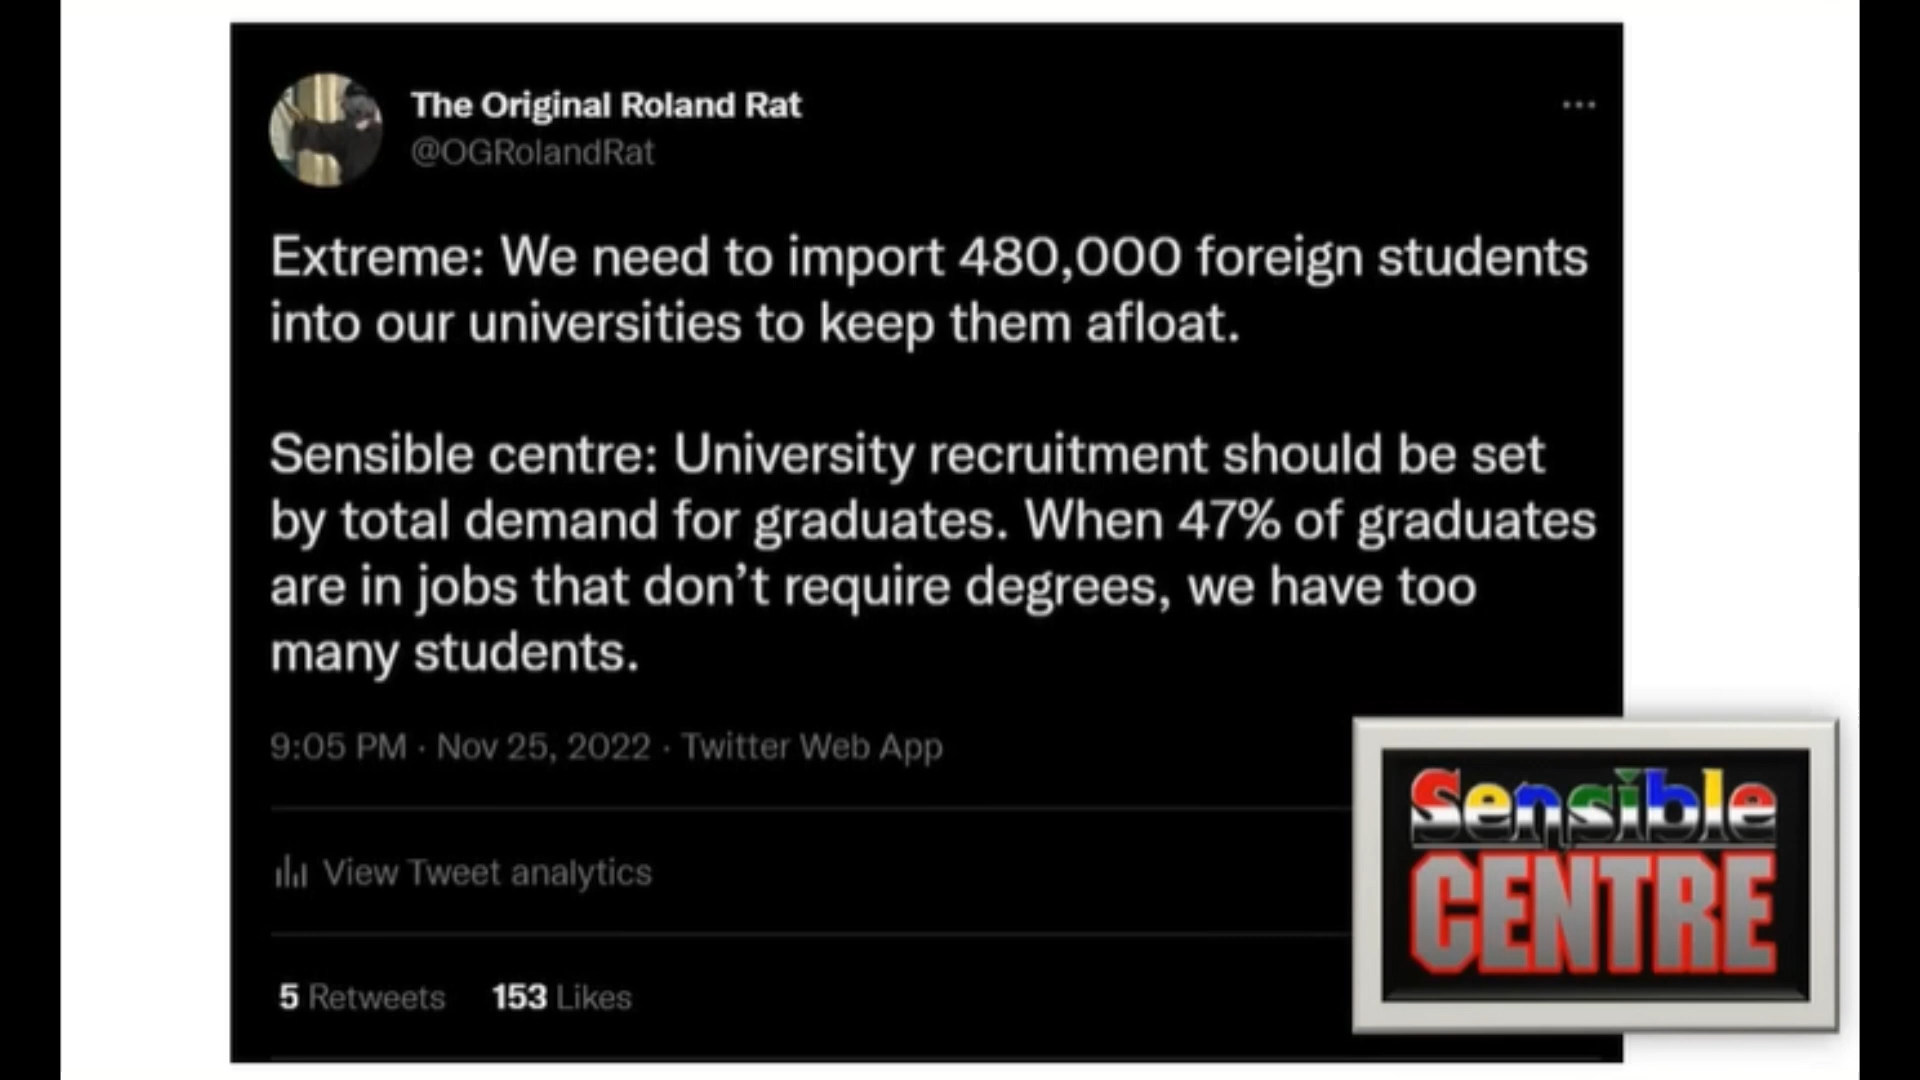 The Original Roland Rat
@OGRolandRat
Extreme: We need to import 480,000 foreign students
into our universities to keep them afloat.
Sensible centre: University recruitment should be set
by total demand for graduates. When 47% of graduates
are in jobs that don’t require degrees, we have too
many students.
9:05 PM · Nov 25, 2022 · Twitter Web App
View Tweet analytics
5 Retweets 153 Likes
Sensible
CENTRE